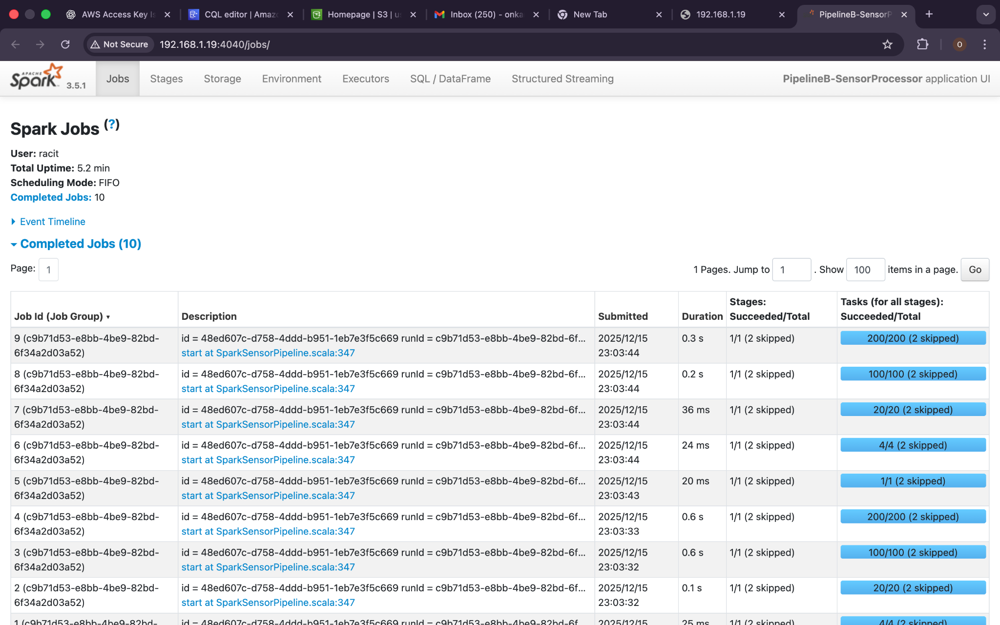 AWS Access Key Is
CQL editor | Amazo
Homepage | S3 | us
Inbox (250) - onka
New Tab
192.168.1.19
PipelineB-SensorP
Not Secure
192.168.1.19:4040/jobs/
O
APACHE Spark 3.5.1
Jobs
Stages
Storage
Environment
Executors
SQL / DataFrame
Structured Streaming
PipelineB-SensorProcessor application UI
Spark Jobs (?)
User: racit
Total Uptime: 5.2 min
Scheduling Mode: FIFO
Completed Jobs: 10
Event Timeline
Completed Jobs (10)
Page: 1
1 Pages. Jump to 1 . Show 100 items in a page. Go
Job Id (Job Group) ▾
Description
Submitted
Duration
Stages: Succeeded/Total
Tasks (for all stages): Succeeded/Total
9 (c9b71d53-e8bb-4be9-82bd-
6f34a2d03a52)
id = 48ed607c-d758-4ddd-b951-1eb7e3f5c669 runId = c9b71d53-e8bb-4be9-82bd-6f...
start at SparkSensorPipeline.scala:347
2025/12/15
23:03:44
0.3 s
1/1 (2 skipped)
200/200 (2 skipped)
8 (c9b71d53-e8bb-4be9-82bd-
6f34a2d03a52)
id = 48ed607c-d758-4ddd-b951-1eb7e3f5c669 runId = c9b71d53-e8bb-4be9-82bd-6f...
start at SparkSensorPipeline.scala:347
2025/12/15
23:03:44
0.2 s
1/1 (2 skipped)
100/100 (2 skipped)
7 (c9b71d53-e8bb-4be9-82bd-
6f34a2d03a52)
id = 48ed607c-d758-4ddd-b951-1eb7e3f5c669 runId = c9b71d53-e8bb-4be9-82bd-6f...
start at SparkSensorPipeline.scala:347
2025/12/15
23:03:44
36 ms
1/1 (2 skipped)
20/20 (2 skipped)
6 (c9b71d53-e8bb-4be9-82bd-
6f34a2d03a52)
id = 48ed607c-d758-4ddd-b951-1eb7e3f5c669 runId = c9b71d53-e8bb-4be9-82bd-6f...
start at SparkSensorPipeline.scala:347
2025/12/15
23:03:44
24 ms
1/1 (2 skipped)
4/4 (2 skipped)
5 (c9b71d53-e8bb-4be9-82bd-
6f34a2d03a52)
id = 48ed607c-d758-4ddd-b951-1eb7e3f5c669 runId = c9b71d53-e8bb-4be9-82bd-6f...
start at SparkSensorPipeline.scala:347
2025/12/15
23:03:43
20 ms
1/1 (2 skipped)
1/1 (2 skipped)
4 (c9b71d53-e8bb-4be9-82bd-
6f34a2d03a52)
id = 48ed607c-d758-4ddd-b951-1eb7e3f5c669 runId = c9b71d53-e8bb-4be9-82bd-6f...
start at SparkSensorPipeline.scala:347
2025/12/15
23:03:33
0.6 s
1/1 (2 skipped)
200/200 (2 skipped)
3 (c9b71d53-e8bb-4be9-82bd-
6f34a2d03a52)
id = 48ed607c-d758-4ddd-b951-1eb7e3f5c669 runId = c9b71d53-e8bb-4be9-82bd-6f...
start at SparkSensorPipeline.scala:347
2025/12/15
23:03:32
0.6 s
1/1 (2 skipped)
100/100 (2 skipped)
2 (c9b71d53-e8bb-4be9-82bd-
6f34a2d03a52)
id = 48ed607c-d758-4ddd-b951-1eb7e3f5c669 runId = c9b71d53-e8bb-4be9-82bd-6f...
start at SparkSensorPipeline.scala:347
2025/12/15
23:03:32
0.1 s
1/1 (2 skipped)
20/20 (2 skipped)
1 (c9b71d53-e8bb-4be9-82bd-
id = 48ed607c-d758-4ddd-b951-1eb7e3f5c669 runId = c9b71d53-e8bb-4be9-82bd-6f...
2025/12/15
25 ms
1/1 (2 skipped)
4/4 (2 skipped)